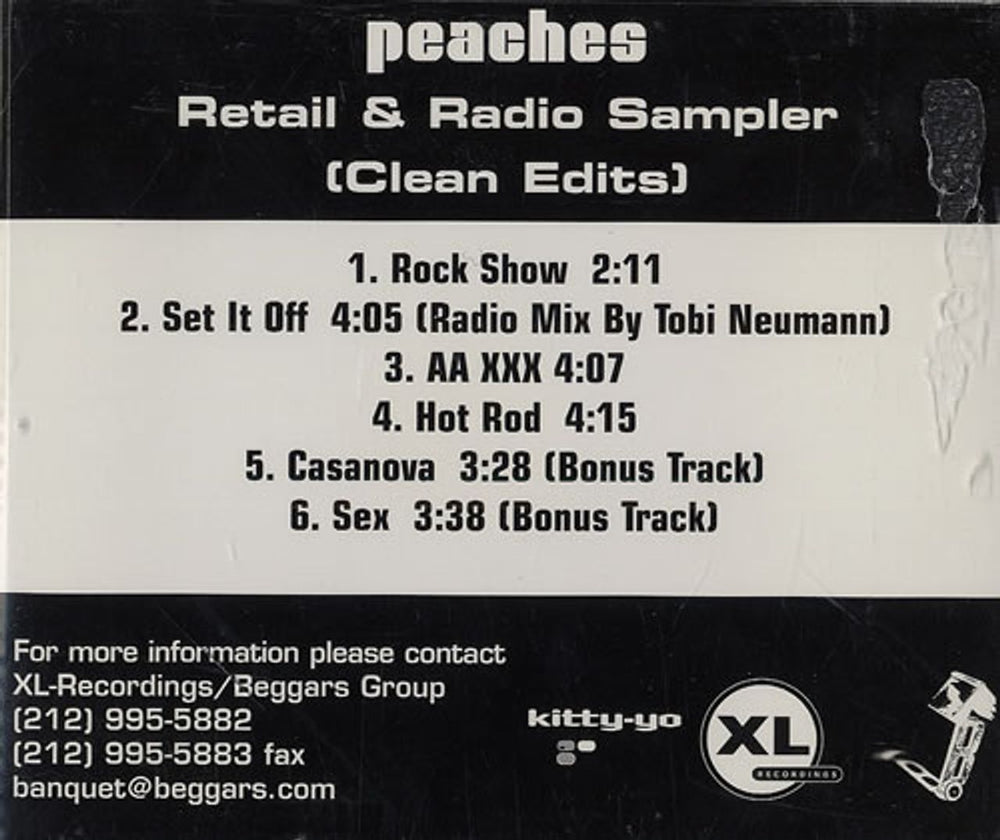 peaches
Retail & Radio Sampler
(Clean Edits)
1. Rock Show 2:11
2. Set It Off 4:05 (Radio Mix By Tobi Neumann)
3. AA XXX 4:07
4. Hot Rod 4:15
5. Casanova 3:28 (Bonus Track)
6. Sex 3:38 (Bonus Track)
For more information please contact
XL-Recordings/Beggars Group
(212) 995-5882
(212) 995-5883 fax
banquet@beggars.com
kitty-yo
XL
RECORDINGS